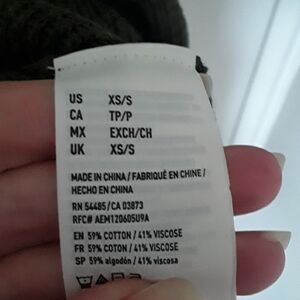 US XS/S
CA TP/P
MX EXCH/CH
UK XS/S
MADE IN CHINA / FABRIQUÉ EN CHINE /
HECHO EN CHINA
RN 54485/CA 03873
RFC# AEM120605U9A
EN 59% COTTON / 41% VISCOSE
FR 59% COTON / 41% VISCOSE
SP 59% algodón / 41% viscosa